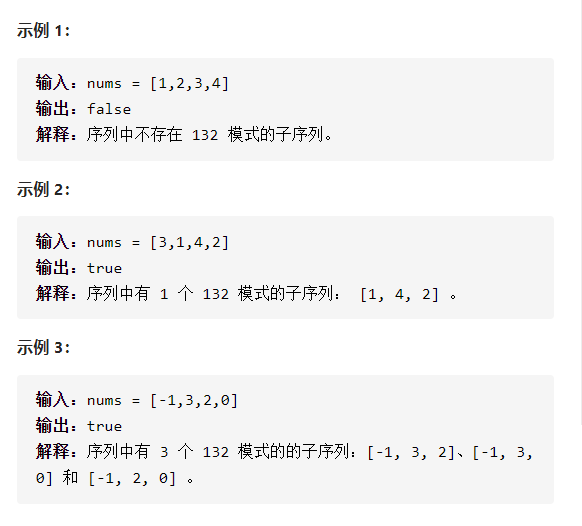 示例 1：
输入：nums = [1,2,3,4]
输出：false
解释：序列中不存在 132 模式的子序列。
示例 2：
输入：nums = [3,1,4,2]
输出：true
解释：序列中有 1 个 132 模式的子序列： [1, 4, 2] 。
示例 3：
输入：nums = [-1,3,2,0]
输出：true
解释：序列中有 3 个 132 模式的的子序列：[-1, 3, 2]、[-1, 3,
0] 和 [-1, 2, 0] 。